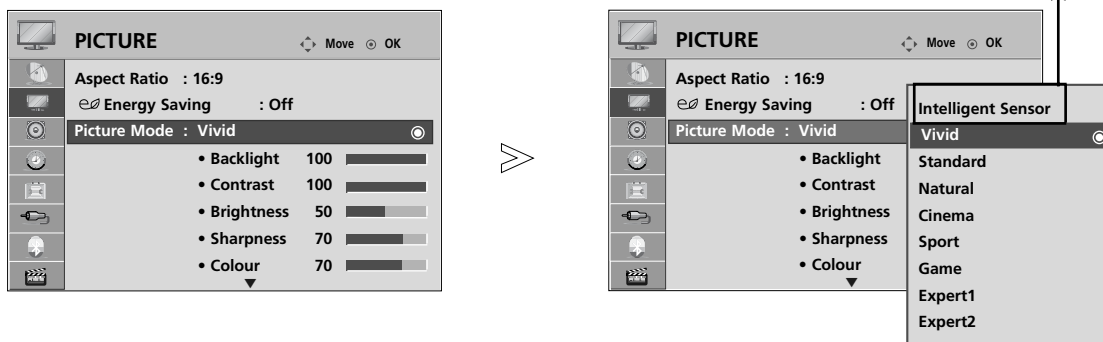 PICTURE
Move OK
Aspect Ratio : 16:9
Energy Saving : Off
Picture Mode : Vivid
• Backlight 100
• Contrast 100
• Brightness 50
• Sharpness 70
• Colour 70
PICTURE
Move OK
Aspect Ratio : 16:9
Energy Saving : Off
Picture Mode : Vivid
• Backlight
• Contrast
• Brightness
• Sharpness
• Colour
Intelligent Sensor
Vivid
Standard
Natural
Cinema
Sport
Game
Expert1
Expert2